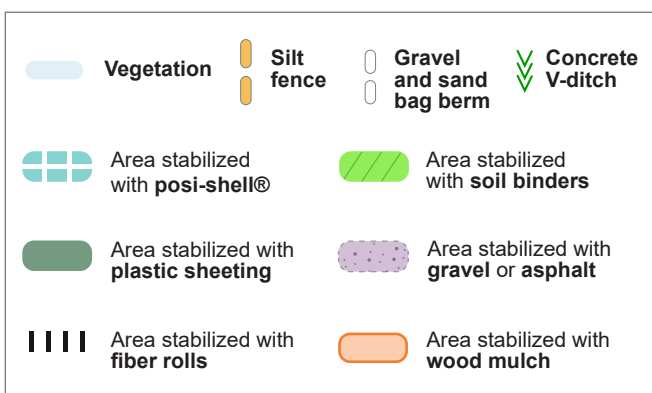 Vegetation
Silt
fence
Gravel
and sand
bag berm
Concrete
V-ditch
Area stabilized
with posi-shell®
Area stabilized
with soil binders
Area stabilized with
plastic sheeting
Area stabilized with
gravel or asphalt
Area stabilized with
fiber rolls
Area stabilized with
wood mulch